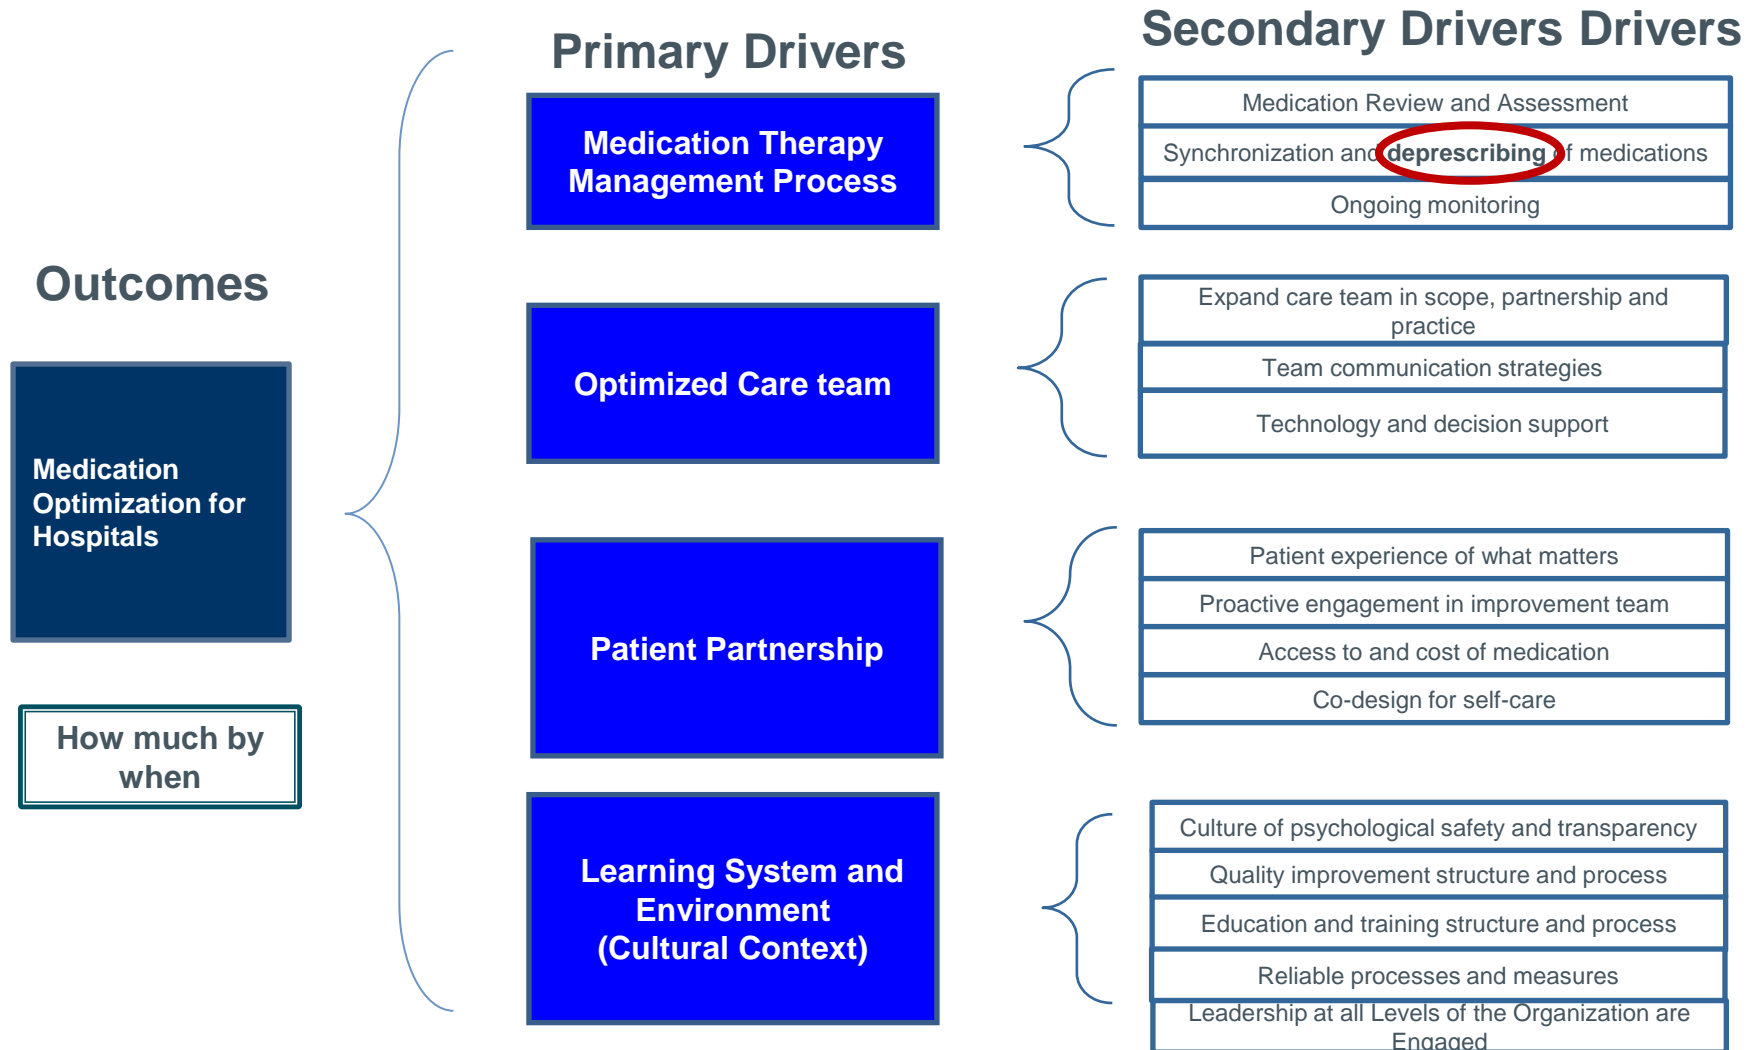 Outcomes
Medication
Optimization for
Hospitals
How much by
when
Primary Drivers
Medication Therapy
Management Process
Optimized Care team
Patient Partnership
Learning System and
Environment
(Cultural Context)
Secondary Drivers Drivers
Medication Review and Assessment
Synchronization and deprescribing of medications
Ongoing monitoring
Expand care team in scope, partnership and
practice
Team communication strategies
Technology and decision support
Patient experience of what matters
Proactive engagement in improvement team
Access to and cost of medication
Co-design for self-care
Culture of psychological safety and transparency
Quality improvement structure and process
Education and training structure and process
Reliable processes and measures
Leadership at all Levels of the Organization are
Engaged